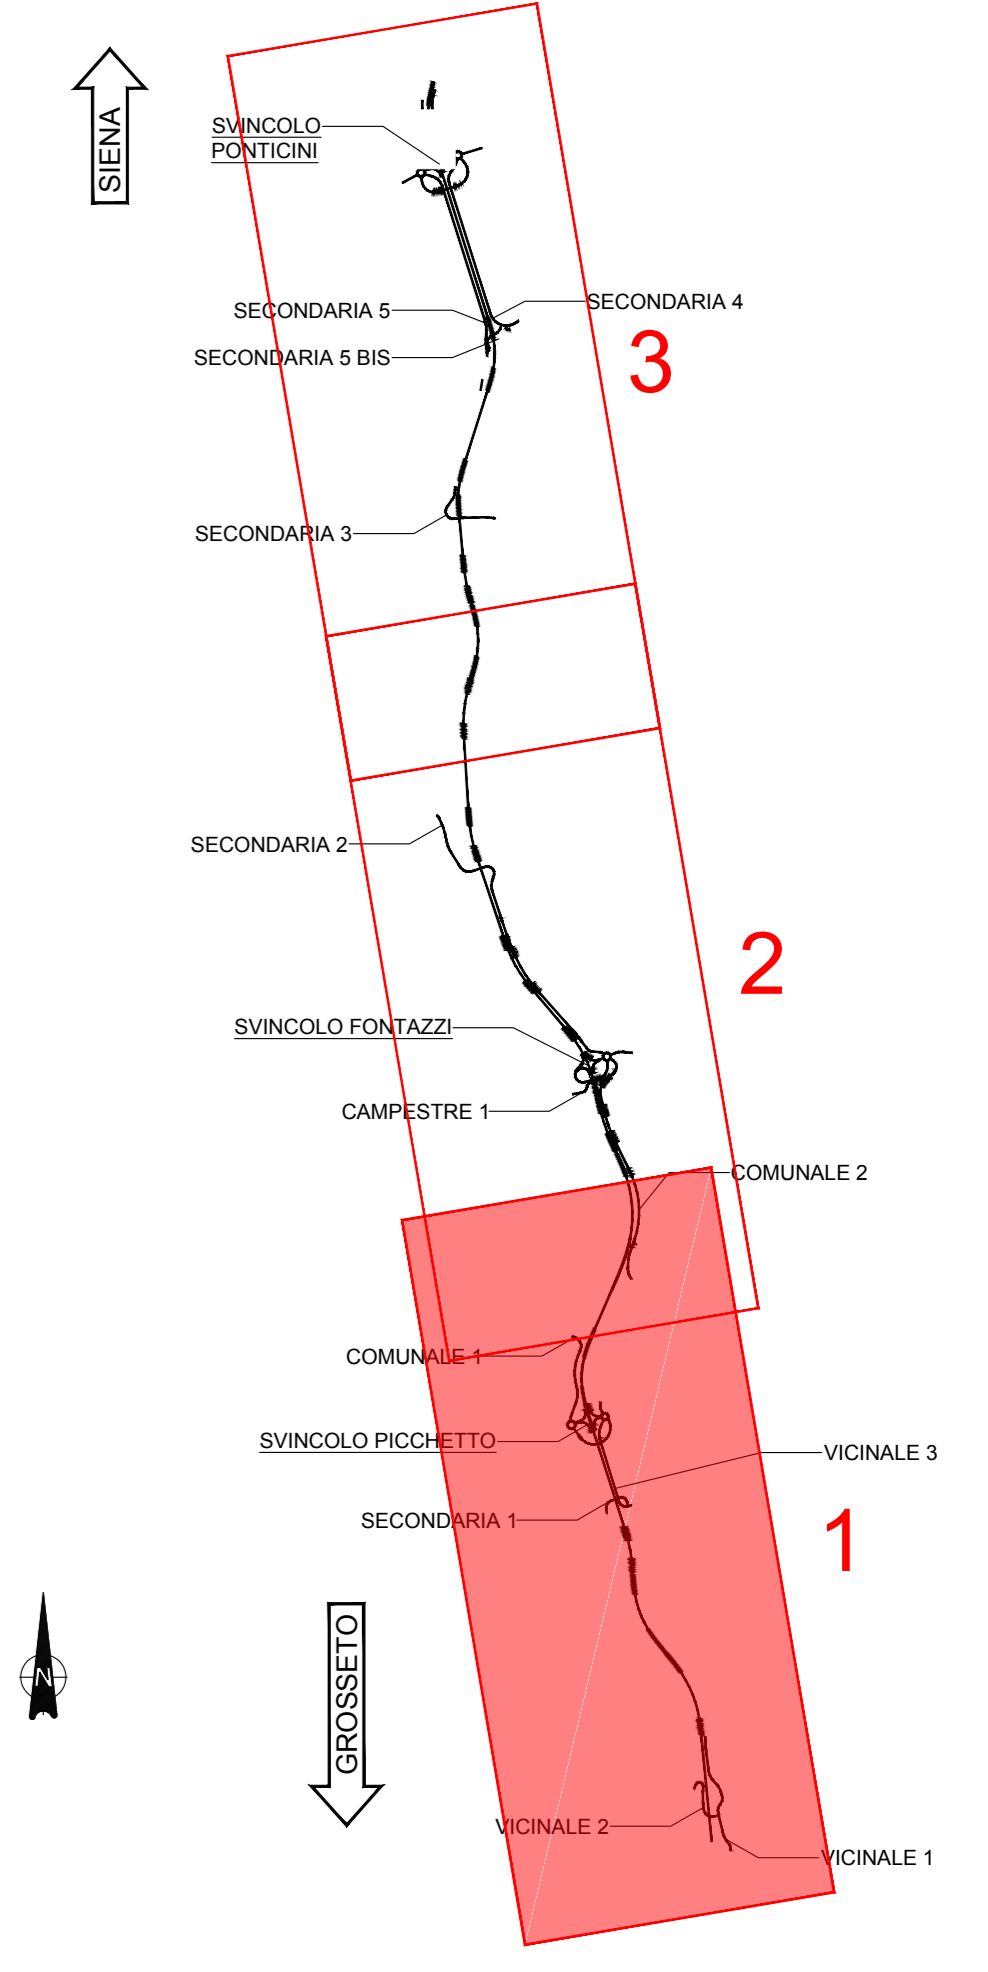 SIENA
SVINCOLO
PONTICINI
SECONDARIA 4
SECONDARIA 5
SECONDARIA 5 BIS
3
SECONDARIA 3
SECONDARIA 2
2
SVINCOLO FONTAZZI
CAMPESTRE 1
COMUNALE 2
COMUNALE 1
SVINCOLO PICCHETTO
VICINALE 3
SECONDARIA 1
1
N
GROSSETO
VICINALE 2
VICINALE 1